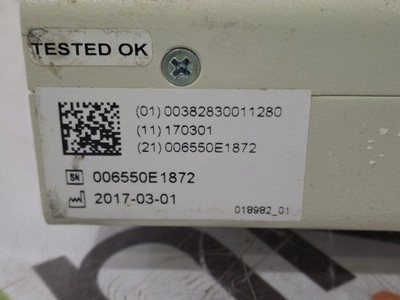 TESTED OK
(01) 00382830011280
(11) 170301
(21) 006550E1872
SN 006550E1872
2017-03-01
018982_01